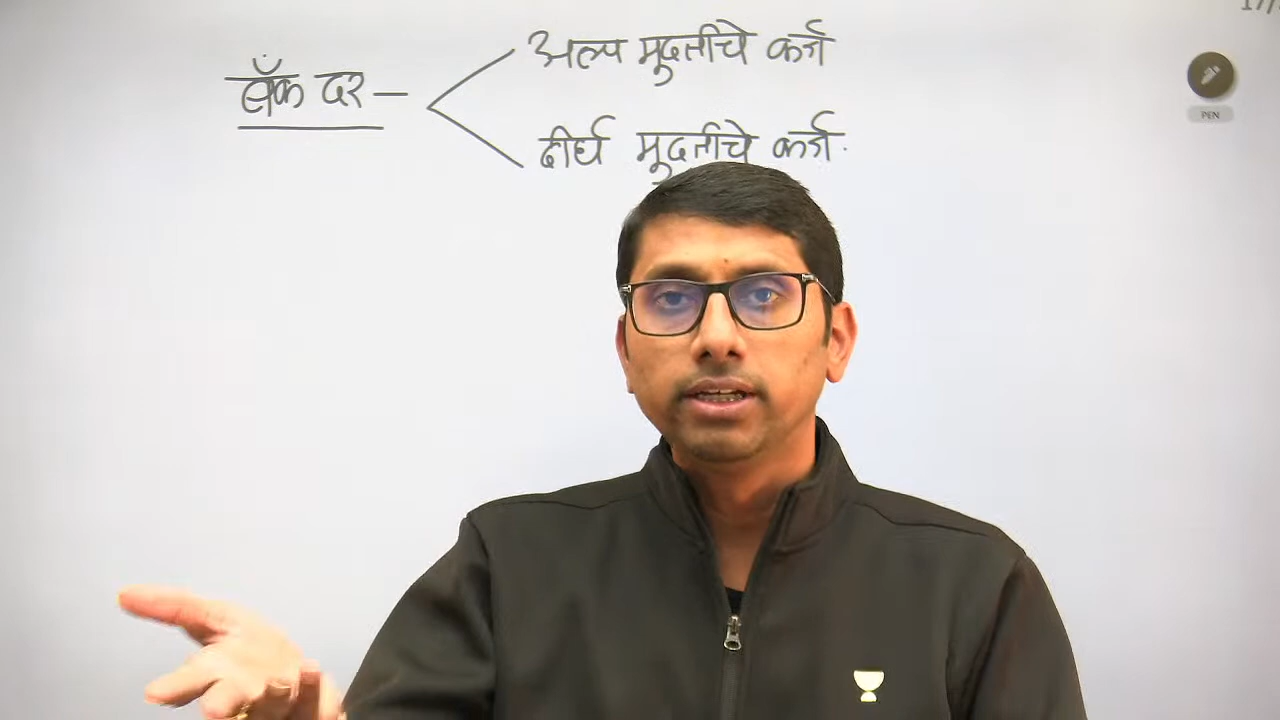 अल्प मुदतीचे कर्ज
बँक दर —
दीर्घ मुदतीचे कर्ज.
PEN